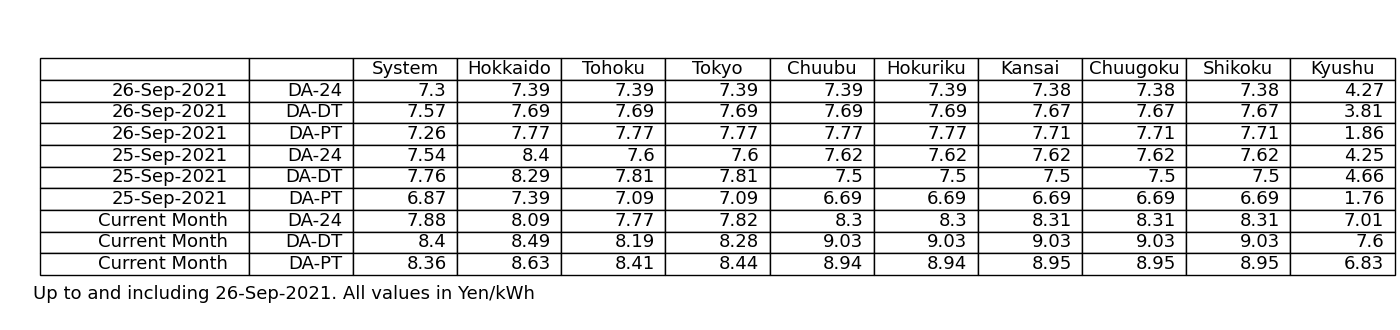 System Hokkaido Tohoku Tokyo Chuubu Hokuriku Kansai Chuugoku Shikoku Kyushu
26-Sep-2021 DA-24 7.3 7.39 7.39 7.39 7.39 7.39 7.38 7.38 7.38 4.27
26-Sep-2021 DA-DT 7.57 7.69 7.69 7.69 7.69 7.69 7.67 7.67 7.67 3.81
26-Sep-2021 DA-PT 7.26 7.77 7.77 7.77 7.77 7.77 7.71 7.71 7.71 1.86
25-Sep-2021 DA-24 7.54 8.4 7.6 7.6 7.62 7.62 7.62 7.62 7.62 4.25
25-Sep-2021 DA-DT 7.76 8.29 7.81 7.81 7.5 7.5 7.5 7.5 7.5 4.66
25-Sep-2021 DA-PT 6.87 7.39 7.09 7.09 6.69 6.69 6.69 6.69 6.69 1.76
Current Month DA-24 7.88 8.09 7.77 7.82 8.3 8.3 8.31 8.31 8.31 7.01
Current Month DA-DT 8.4 8.49 8.19 8.28 9.03 9.03 9.03 9.03 9.03 7.6
Current Month DA-PT 8.36 8.63 8.41 8.44 8.94 8.94 8.95 8.95 8.95 6.83
Up to and including 26-Sep-2021. All values in Yen/kWh